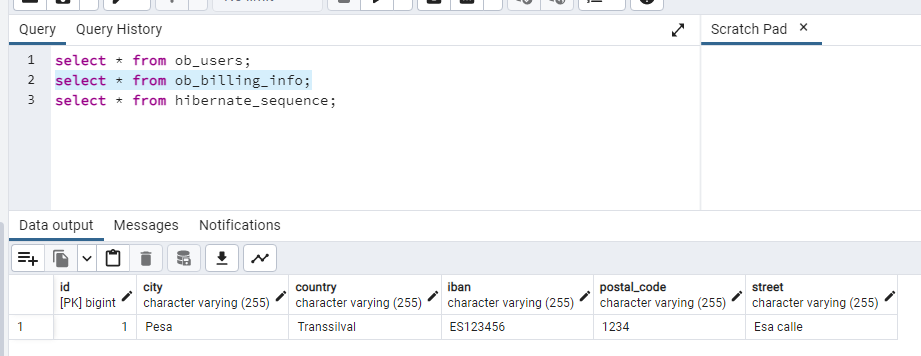 Query Query History Scratch Pad ×
1 select * from ob_users;
2 select * from ob_billing_info;
3 select * from hibernate_sequence;
Data output Messages Notifications
id city country iban postal_code street
[PK] bigint character varying (255) character varying (255) character varying (255) character varying (255) character varying (255)
1 1 Pesa Transsilval ES123456 1234 Esa calle